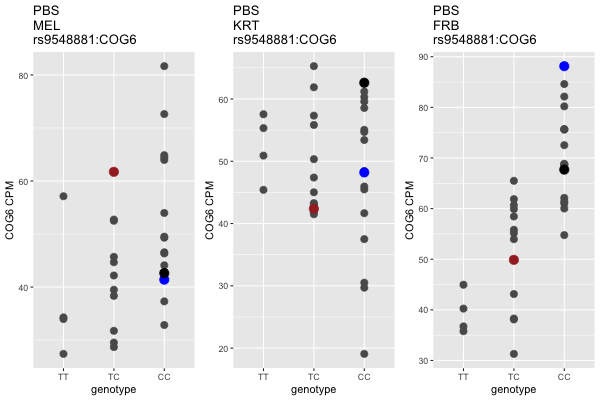 PBS
MEL
rs9548881:COG6
COG6 CPM
80
60
40
TT
TC
CC
genotype
PBS
KRT
rs9548881:COG6
COG6 CPM
60
50
40
30
20
TT
TC
CC
genotype
PBS
FRB
rs9548881:COG6
COG6 CPM
90
80
70
60
50
40
30
TT
TC
CC
genotype